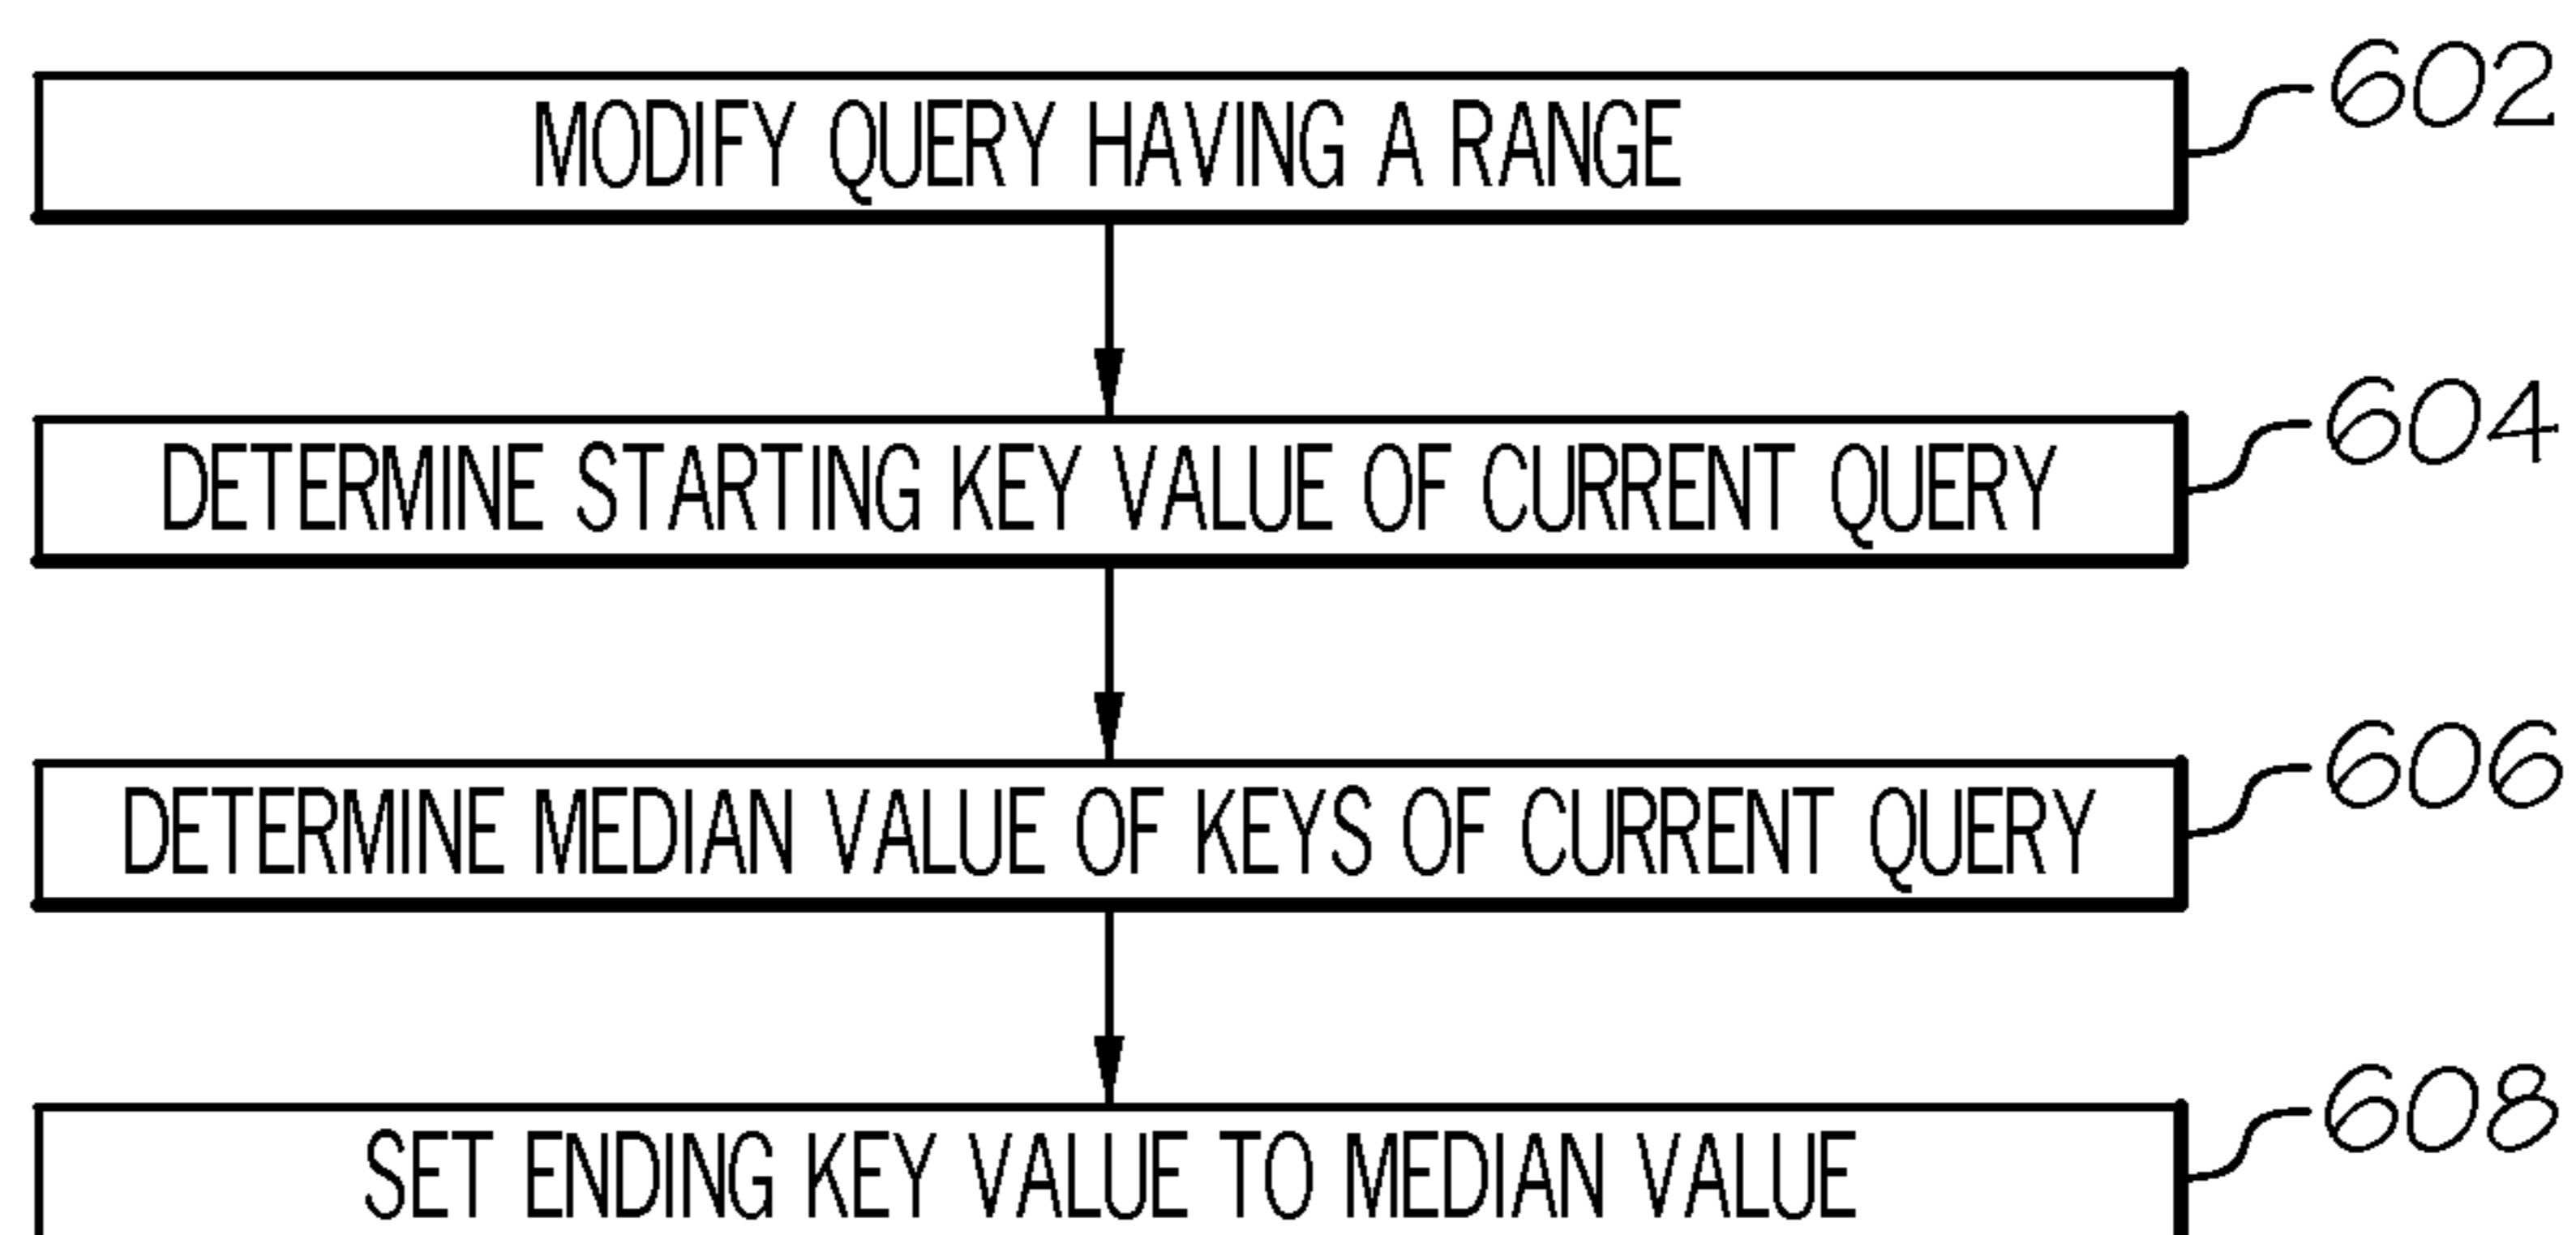 MODIFY QUERY HAVING A RANGE 602
DETERMINE STARTING KEY VALUE OF CURRENT QUERY 604
DETERMINE MEDIAN VALUE OF KEYS OF CURRENT QUERY 606
SET ENDING KEY VALUE TO MEDIAN VALUE 608